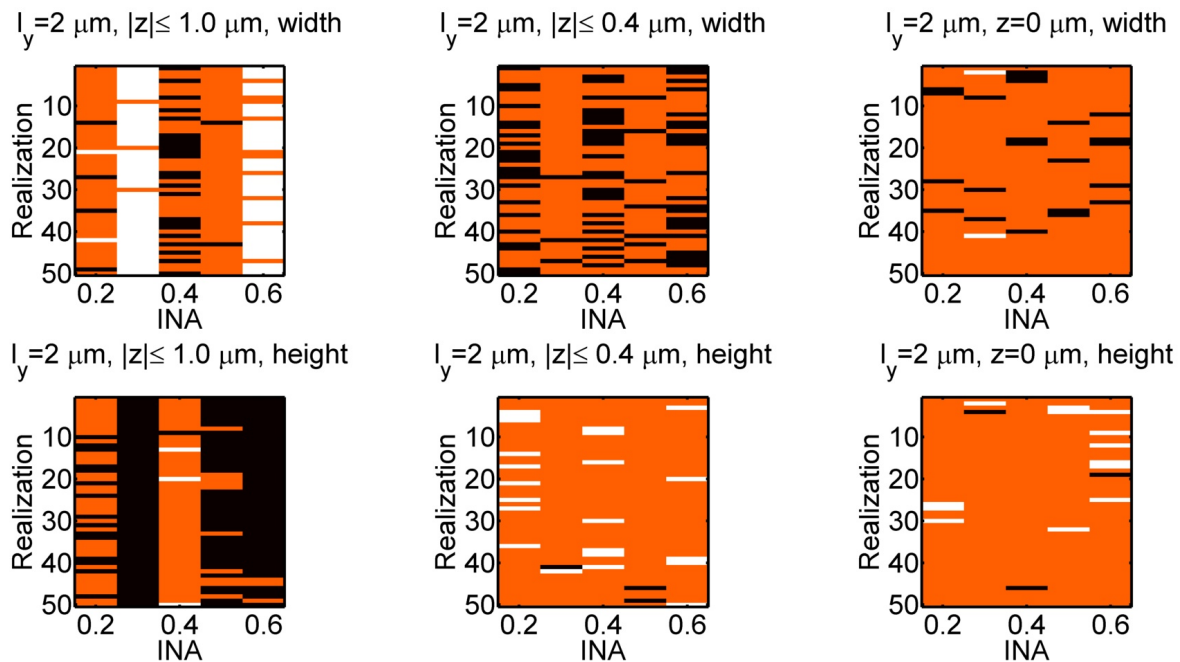 l_y=2 μm, |z|≤ 1.0 μm, width
l_y=2 μm, |z|≤ 0.4 μm, width
l_y=2 μm, z=0 μm, width
Realization
10
20
30
40
50
0.2 0.4 0.6
INA
Realization
10
20
30
40
50
0.2 0.4 0.6
INA
Realization
10
20
30
40
50
0.2 0.4 0.6
INA
l_y=2 μm, |z|≤ 1.0 μm, height
l_y=2 μm, |z|≤ 0.4 μm, height
l_y=2 μm, z=0 μm, height
Realization
10
20
30
40
50
0.2 0.4 0.6
INA
Realization
10
20
30
40
50
0.2 0.4 0.6
INA
Realization
10
20
30
40
50
0.2 0.4 0.6
INA